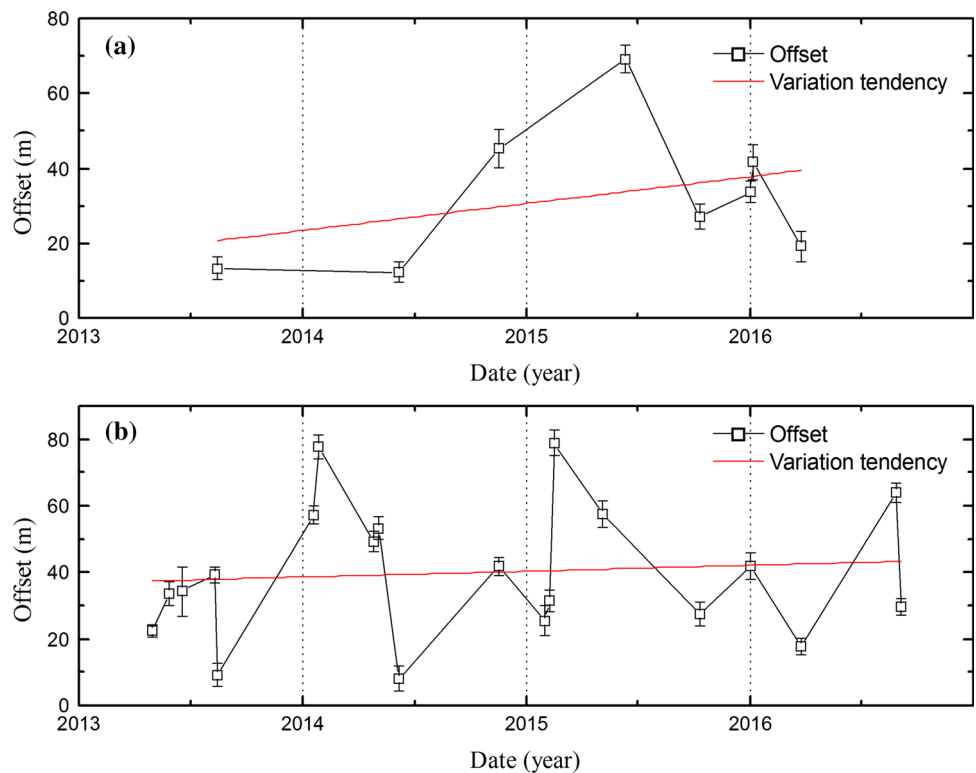 80
(a)
Offset
Variation tendency
60
40
20
0
Offset (m)
2013 2014 2015 2016
Date (year)
(b)
Offset
Variation tendency
80
60
40
20
0
Offset (m)
2013 2014 2015 2016
Date (year)